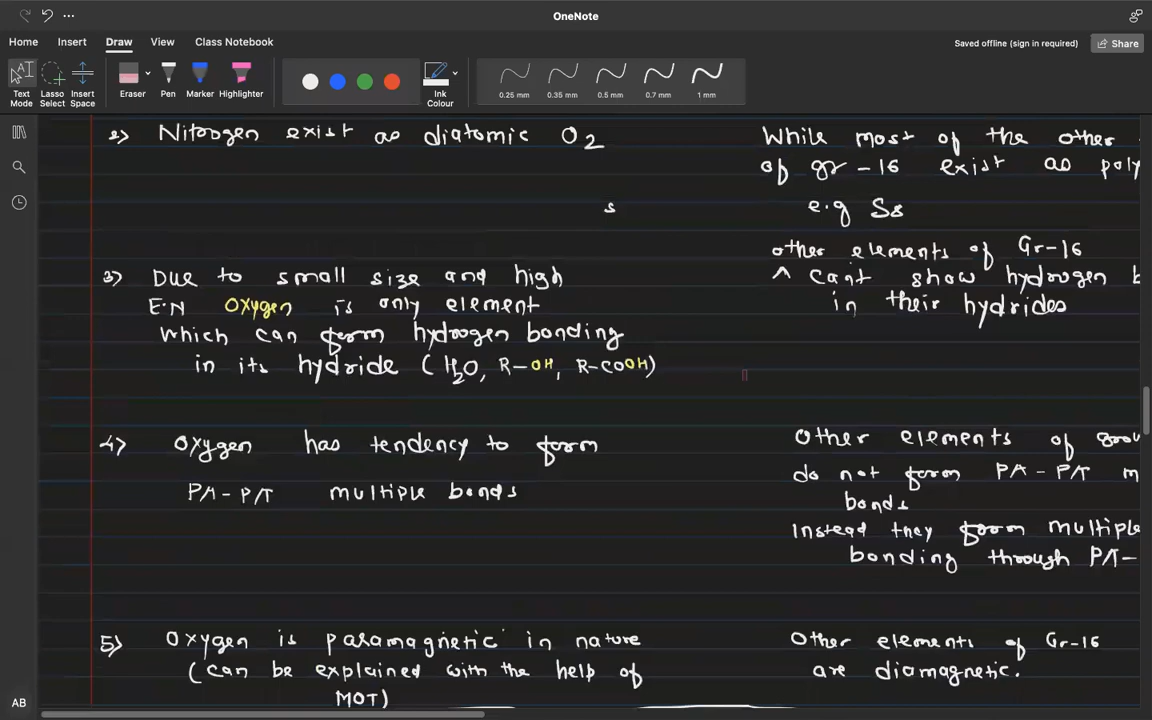 OneNote
Home Insert Draw View Class Notebook
Saved offline (sign in required)
Share
Text Mode
Lasso Select
Insert Space
Eraser
Pen
Marker
Highlighter
Ink Colour
0.25 mm 0.35 mm 0.5 mm 0.7 mm 1 mm
2) Nitrogen exist as diatomic O2
s
3) Due to small size and high
E.N Oxygen is only element
which can form hydrogen bonding
in its hydride (H2O, R-OH, R-COOH)
4) Oxygen has tendency to form
Pπ-Pπ multiple bonds
5) Oxygen is paramagnetic in nature
(can be explained with the help of
MOT)
While most of the other
of gr-16 exist as poly
e.g S8
other elements of Gr-16
^ can't show hydrogen b
in their hydrides
Other elements of grou
do not form Pπ-Pπ m
bonds
Instead they form multiple
bonding through Pπ-
Other elements of Gr-16
are diamagnetic.
AB